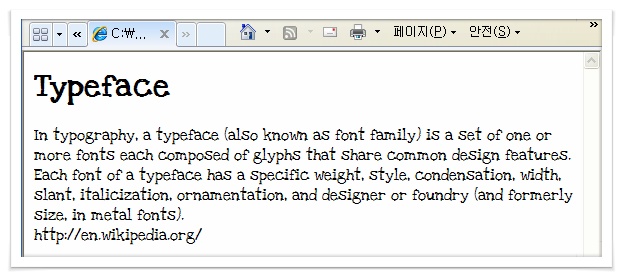 C:\...
페이지(P)
안전(S)
Typeface
In typography, a typeface (also known as font family) is a set of one or
more fonts each composed of glyphs that share common design features.
Each font of a typeface has a specific weight, style, condensation, width,
slant, italicization, ornamentation, and designer or foundry (and formerly
size, in metal fonts).
http://en.wikipedia.org/